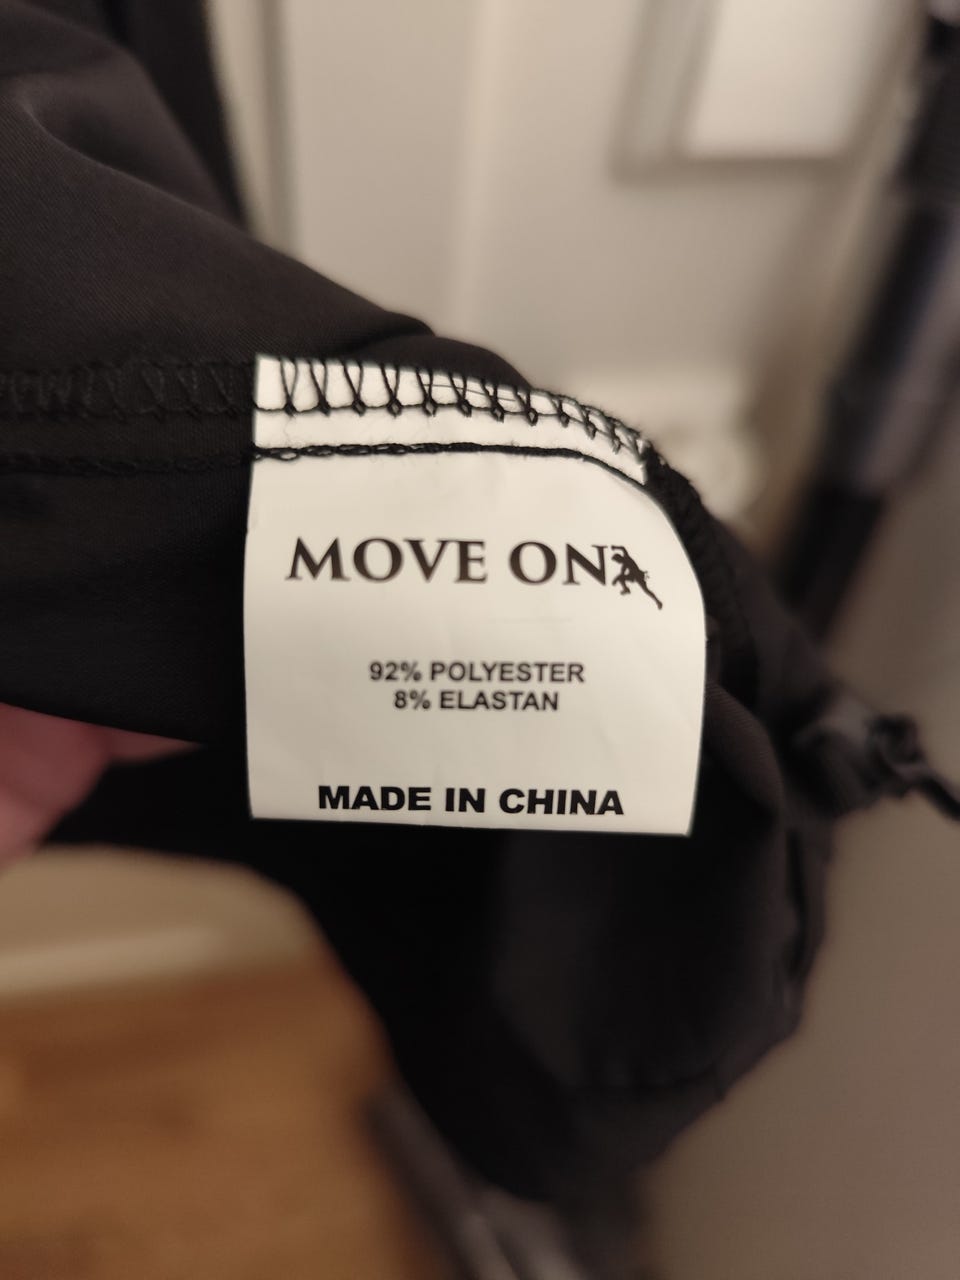 MOVE ON
92% POLYESTER
8% ELASTAN
MADE IN CHINA